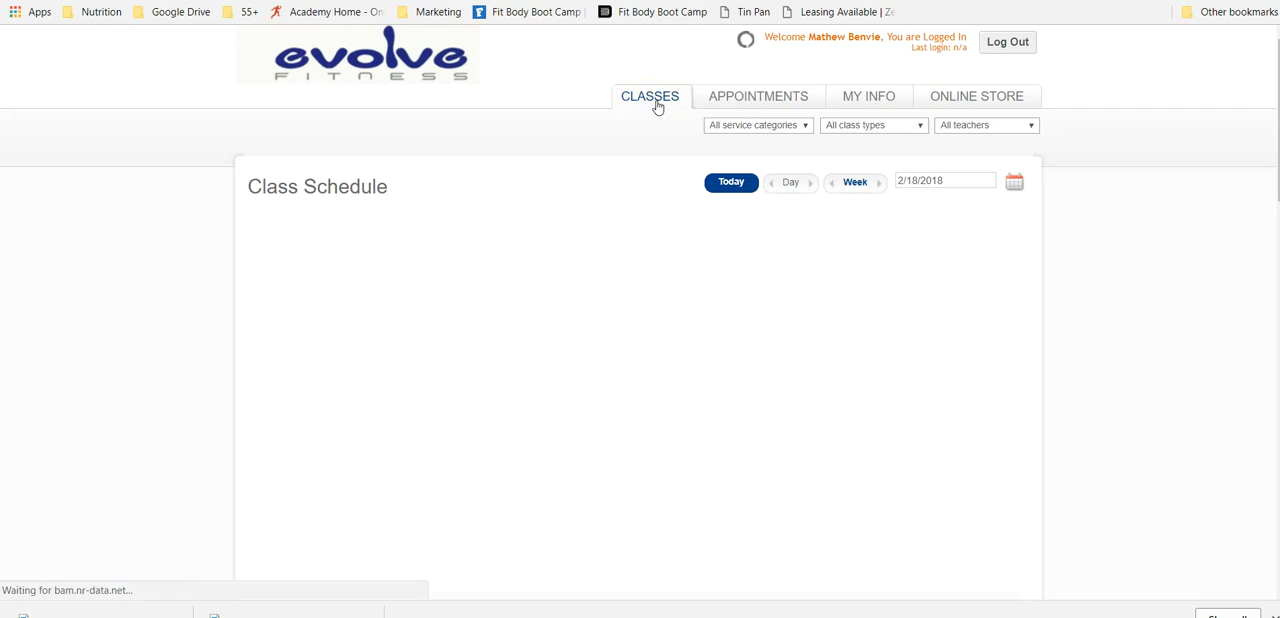 Apps Nutrition Google Drive 55+ Academy Home - On Marketing Fit Body Boot Camp Fit Body Boot Camp Tin Pan Leasing Available | Ze Other bookmarks
evolve
FITNESS
Welcome Mathew Benvie, You are Logged In
Last login: n/a
Log Out
CLASSES APPOINTMENTS MY INFO ONLINE STORE
All service categories All class types All teachers
Class Schedule
Today Day Week 2/18/2018
Waiting for bam.nr-data.net...